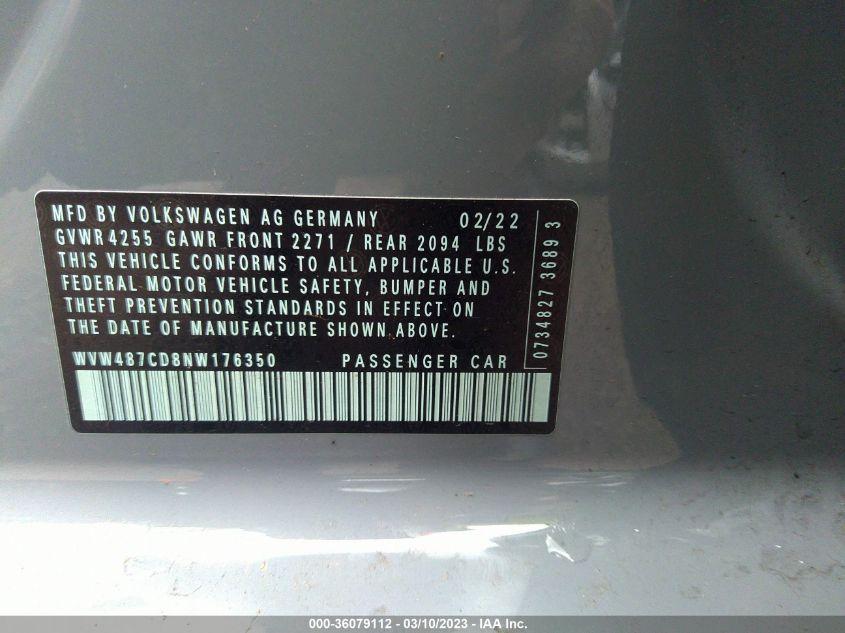 MFD BY VOLKSWAGEN AG GERMANY 02/22
GVWR 4255 GAWR FRONT 2271 / REAR 2094 LBS
THIS VEHICLE CONFORMS TO ALL APPLICABLE U.S.
FEDERAL MOTOR VEHICLE SAFETY, BUMPER AND
THEFT PREVENTION STANDARDS IN EFFECT ON
THE DATE OF MANUFACTURE SHOWN ABOVE.
WVW487CD8NW176350 PASSENGER CAR
0734827 3689 3
000-36079112 - 03/10/2023 - IAA Inc.